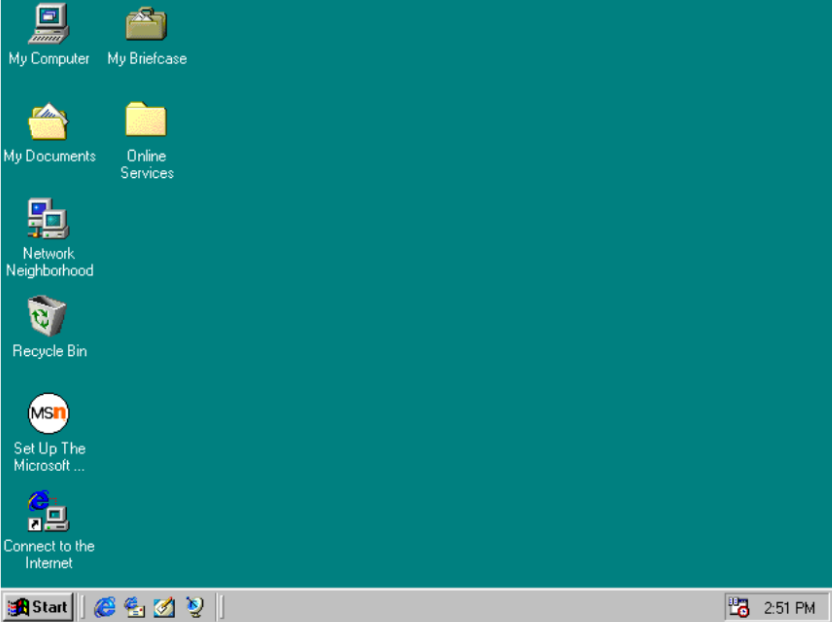 My Computer
My Briefcase
My Documents
Online
Services
Network
Neighborhood
Recycle Bin
MSn
Set Up The
Microsoft ...
Connect to the
Internet
Start
2:51 PM